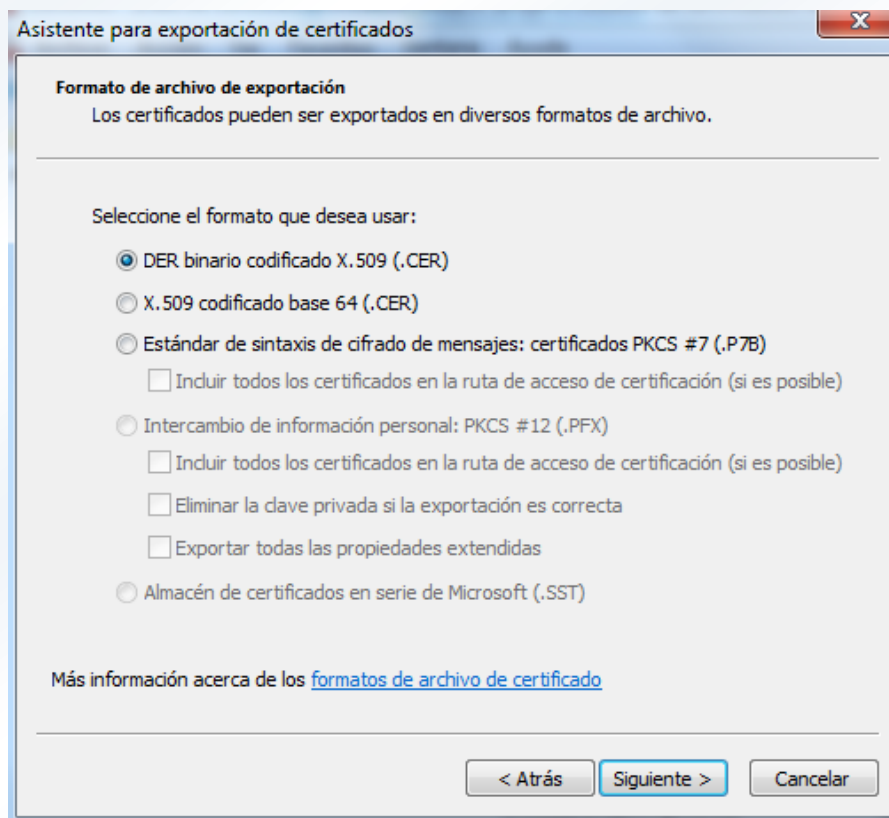 Asistente para exportación de certificados
X
Formato de archivo de exportación
Los certificados pueden ser exportados en diversos formatos de archivo.
Seleccione el formato que desea usar:
DER binario codificado X.509 (.CER)
X.509 codificado base 64 (.CER)
Estándar de sintaxis de cifrado de mensajes: certificados PKCS #7 (.P7B)
Incluir todos los certificados en la ruta de acceso de certificación (si es posible)
Intercambio de información personal: PKCS #12 (.PFX)
Incluir todos los certificados en la ruta de acceso de certificación (si es posible)
Eliminar la clave privada si la exportación es correcta
Exportar todas las propiedades extendidas
Almacén de certificados en serie de Microsoft (.SST)
Más información acerca de los formatos de archivo de certificado
< Atrás Siguiente > Cancelar